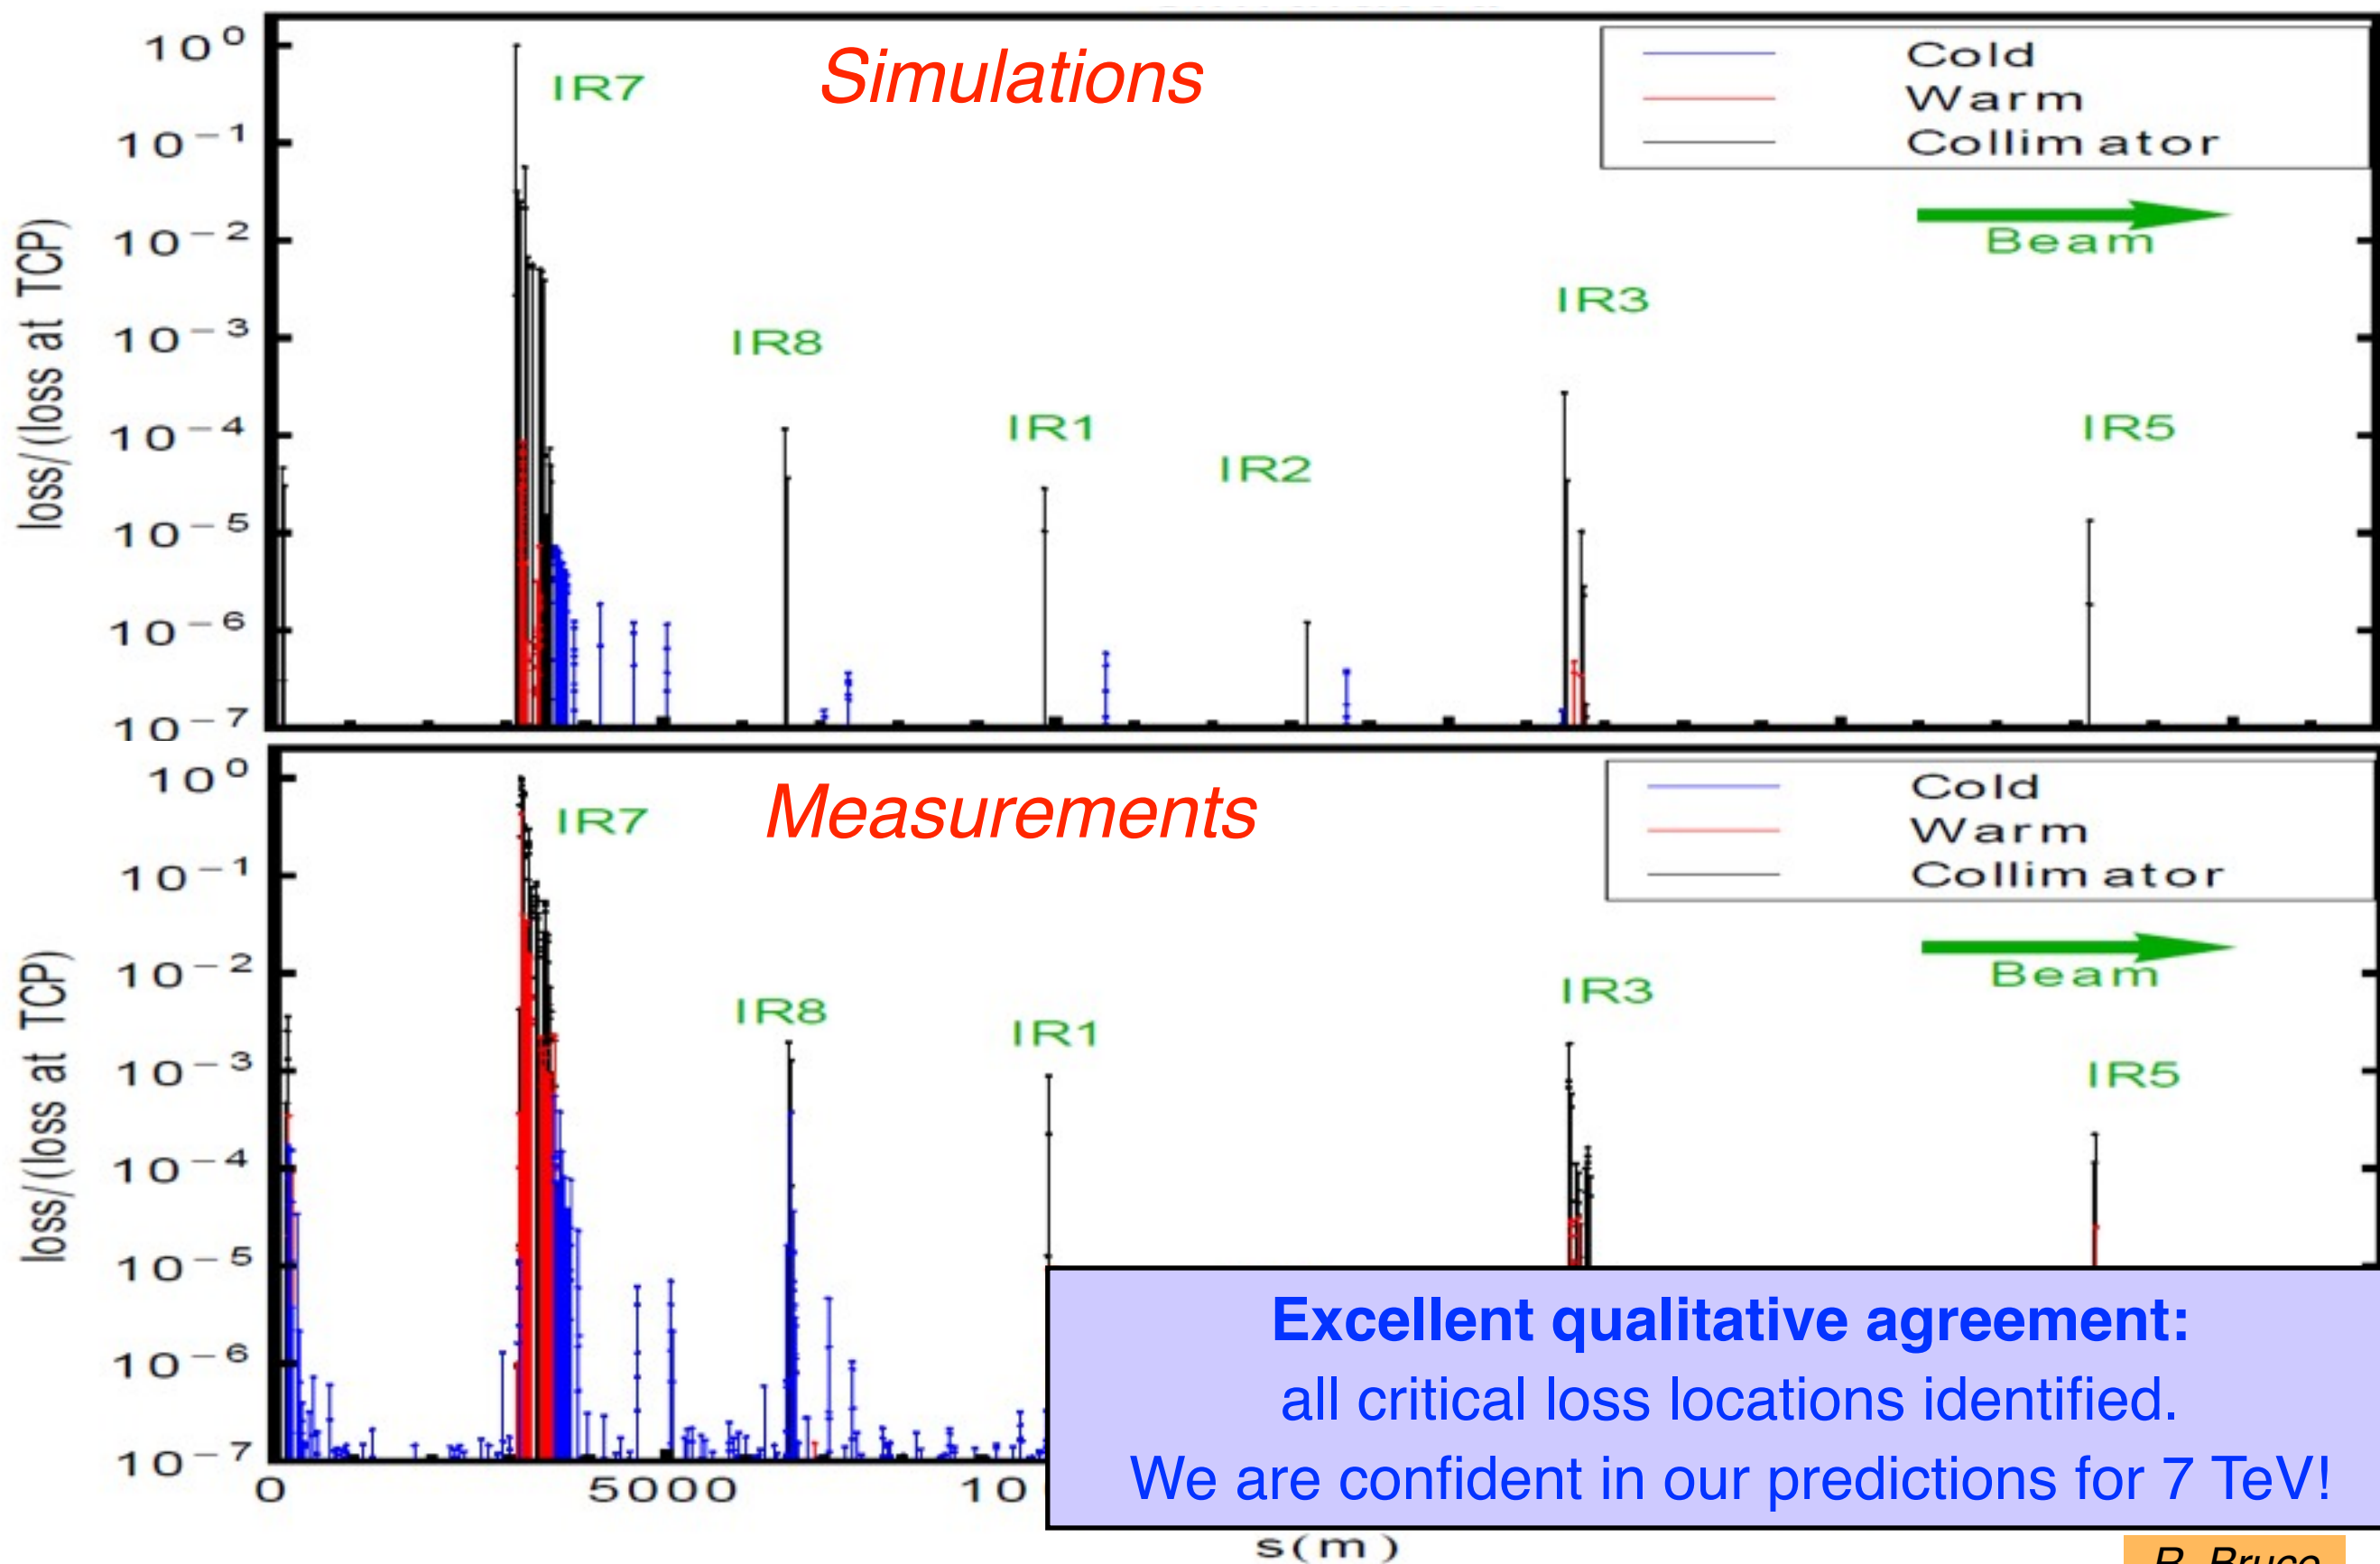 Simulations
Cold
Warm
Collimator
Beam
IR7
IR8
IR1
IR2
IR3
IR5
loss/(loss at TCP)
10⁰
10⁻¹
10⁻²
10⁻³
10⁻⁴
10⁻⁵
10⁻⁶
10⁻⁷
Measurements
Cold
Warm
Collimator
Beam
IR7
IR8
IR1
IR3
IR5
loss/(loss at TCP)
10⁰
10⁻¹
10⁻²
10⁻³
10⁻⁴
10⁻⁵
10⁻⁶
10⁻⁷
0
5000
10
s(m)
Excellent qualitative agreement:
all critical loss locations identified.
We are confident in our predictions for 7 TeV!
R. Bruce